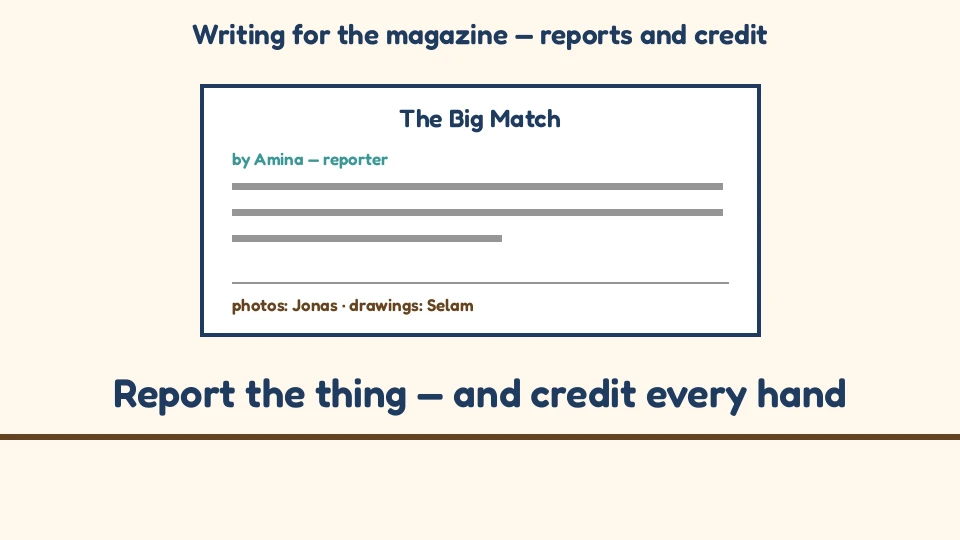 Writing for the magazine — reports and credit
The Big Match
by Amina — reporter
photos: Jonas · drawings: Selam
Report the thing — and credit every hand